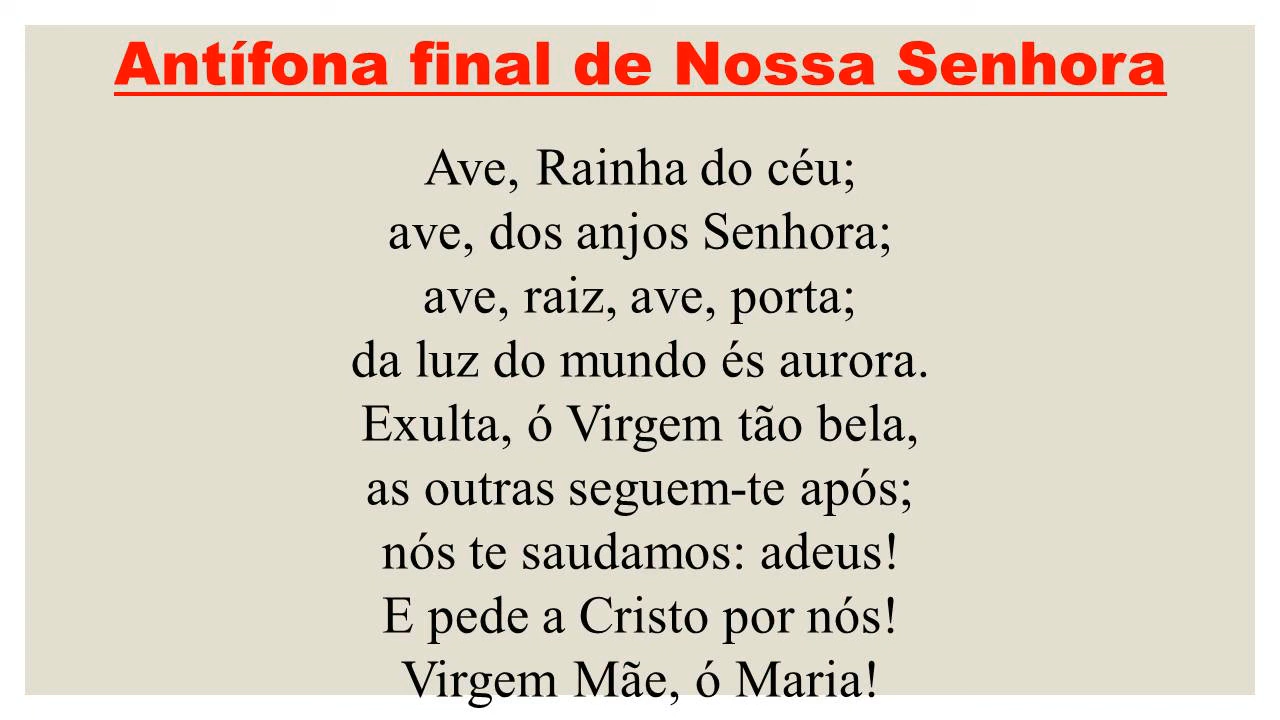 Antífona final de Nossa Senhora
Ave, Rainha do céu;
ave, dos anjos Senhora;
ave, raiz, ave, porta;
da luz do mundo és aurora.
Exulta, ó Virgem tão bela,
as outras seguem-te após;
nós te saudamos: adeus!
E pede a Cristo por nós!
Virgem Mãe, ó Maria!